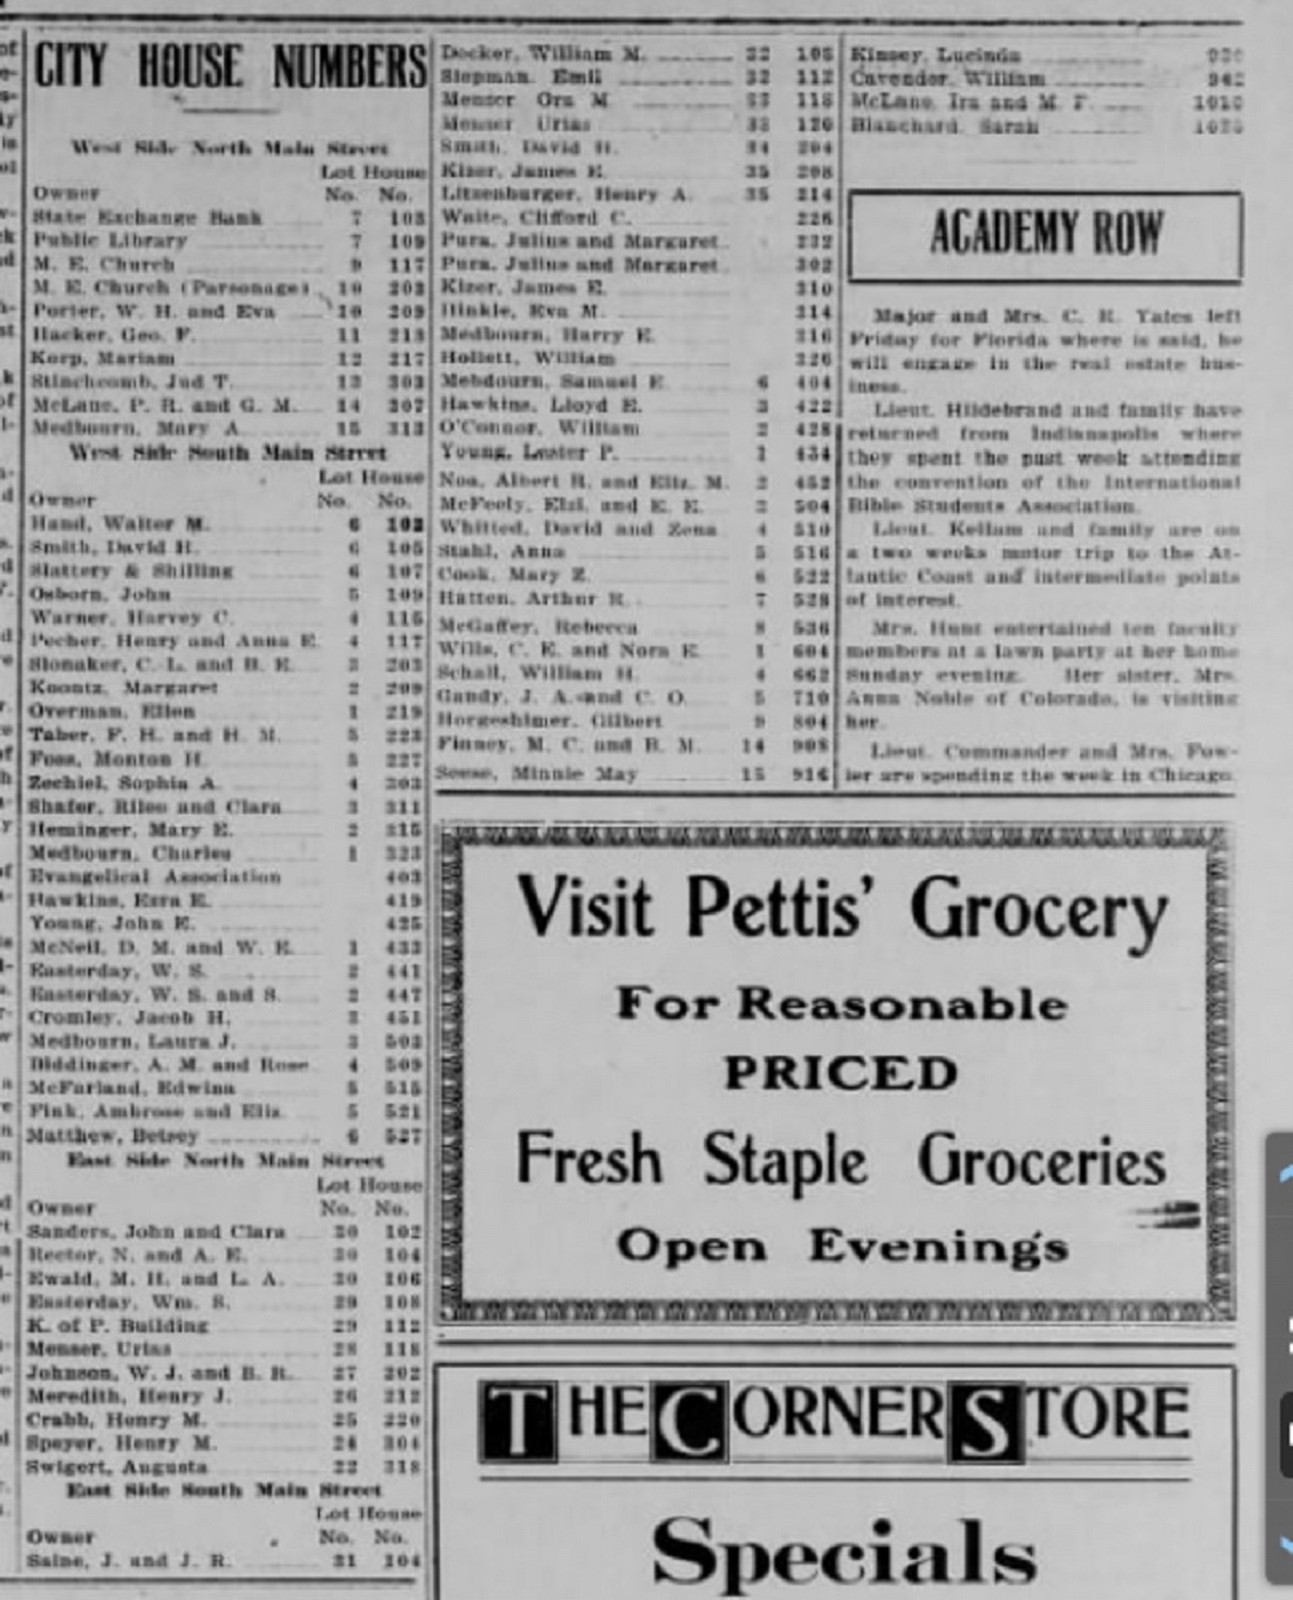 CITY HOUSE NUMBERS
West Side North Main Street
Lot House
Owner No. No.
State Exchange Bank 7 103
Public Library 7 109
M. E. Church 9 117
M. E. Church (Parsonage) 10 203
Porter, W. H. and Eva 10 209
Hacker, Geo. F. 11 213
Korp, Mariam 12 217
Stinchcomb, Jud T. 13 303
McLane, P. R. and G. M. 14 307
Medbourn, Mary A. 15 313
West Side South Main Street
Lot House
Owner No. No.
Hand, Walter M. 6 103
Smith, David H. 6 105
Slattery & Shilling 6 107
Osborn, John 5 109
Warner, Harvey C. 4 115
Pecher, Henry and Anna E. 4 117
Slonaker, C. L. and B. E. 3 203
Koontz, Margaret 2 209
Overman, Ellen 1 219
Taber, F. H. and H. M. 5 223
Foss, Monton H. 5 227
Zechiel, Sophia A. 4 303
Shafer, Rilee and Clara 3 311
Heminger, Mary E. 2 315
Medbourn, Charles 1 323
Evangelical Association 403
Hawkins, Ezra E. 419
Young, John E. 425
McNeil, D. M. and W. E. 1 433
Easterday, W. S. 2 441
Easterday, W. S. and S. 2 447
Cromley, Jacob H. 3 451
Medbourn, Laura J. 3 503
Biddinger, A. M. and Rose 4 509
McFarland, Edwina 5 515
Fink, Ambrose and Eliz. 5 521
Matthew, Betsey 6 527
East Side North Main Street
Lot House
Owner No. No.
Sanders, John and Clara 30 102
Rector, N. and A. E. 30 104
Ewald, M. H. and L. A. 30 106
Easterday, Wm. S. 29 108
K. of P. Building 29 112
Menser, Urias 28 118
Johnson, W. J. and B. R. 27 202
Meredith, Henry J. 26 212
Crabb, Henry M. 25 220
Speyer, Henry M. 24 304
Swigert, Augusta 22 318
East Side South Main Street
Lot House
Owner No. No.
Saine, J. and J. R. 31 104
Docker, William M. 32 108
Slepman, Emil 32 112
Menser Ora M 33 118
Menser Urias 33 120
Smith, David H. 34 204
Kizer, James E. 35 208
Litzenburger, Henry A. 35 214
Waite, Clifford C. 226
Pura, Julius and Margaret 232
Pura, Julius and Margaret 302
Kizer, James E. 310
Hinkle, Eva M. 314
Medbourn, Harry E. 316
Hollett, William 326
Mebdourn, Samuel E. 6 404
Hawkins, Lloyd E. 3 422
O'Connor, William 2 428
Young, Lester P. 1 434
Noa, Albert R. and Eliz. M. 2 452
McFeely, Elzi, and E. E. 2 504
Whitted, David and Zena 4 510
Stahl, Anna 5 516
Cook, Mary Z. 6 522
Hatten, Arthur R. 7 528
McGaffey, Rebecca 8 536
Wills, C. E. and Nora E. 1 604
Schall, William H. 4 662
Gandy, J. A. and C. O. 5 710
Horgeshimer, Gilbert 9 804
Finney, M. C. and B. M. 14 908
Seese, Minnie May 15 916
Kinsey, Lucinda
Cavender, William
McLane, Ira and M. F. 1010
Blanchard, Sarah
ACADEMY ROW
Major and Mrs. C. R. Yates left
Friday for Florida where is said, he
will engage in the real estate bus-
iness.
Lieut. Hildebrand and family have
returned from Indianapolis where
they spent the past week attending
the convention of the International
Bible Students Association.
Lieut. Kellam and family are on
a two weeks motor trip to the At-
lantic Coast and intermediate points
of interest.
Mrs. Hunt entertained ten faculty
members at a lawn party at her home
Sunday evening. Her sister, Mrs.
Anna Noble of Colorado, is visiting
her.
Lieut. Commander and Mrs. Fow-
ler are spending the week in Chicago.
Visit Pettis' Grocery
For Reasonable
PRICED
Fresh Staple Groceries
Open Evenings
THE CORNER STORE
Specials